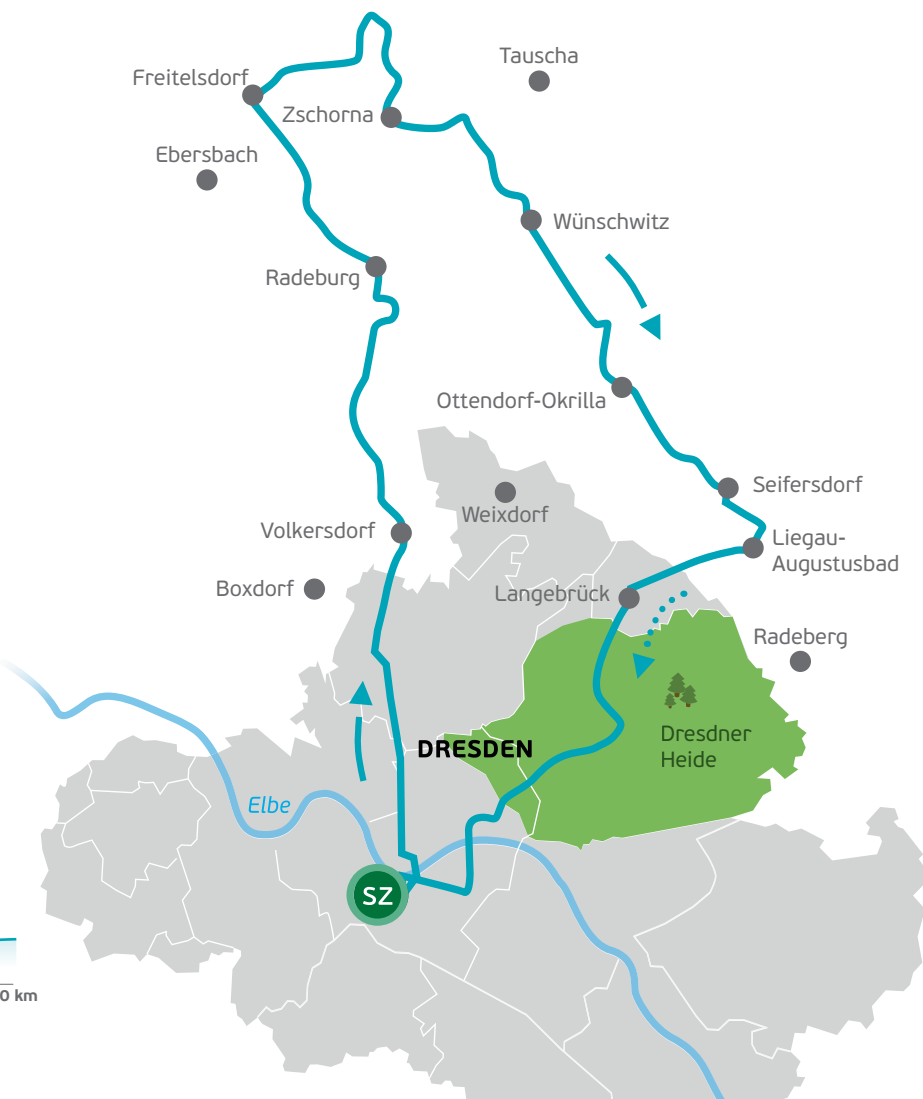 Tauscha
Freitelsdorf
Zschorna
Ebersbach
Wünschwitz
Radeburg
Ottendorf-Okrilla
Seifersdorf
Weixdorf
Volkersdorf
Liegau-
Augustusbad
Boxdorf
Langebrück
Radeberg
Dresdner
Heide
DRESDEN
Elbe
SZ
0 km